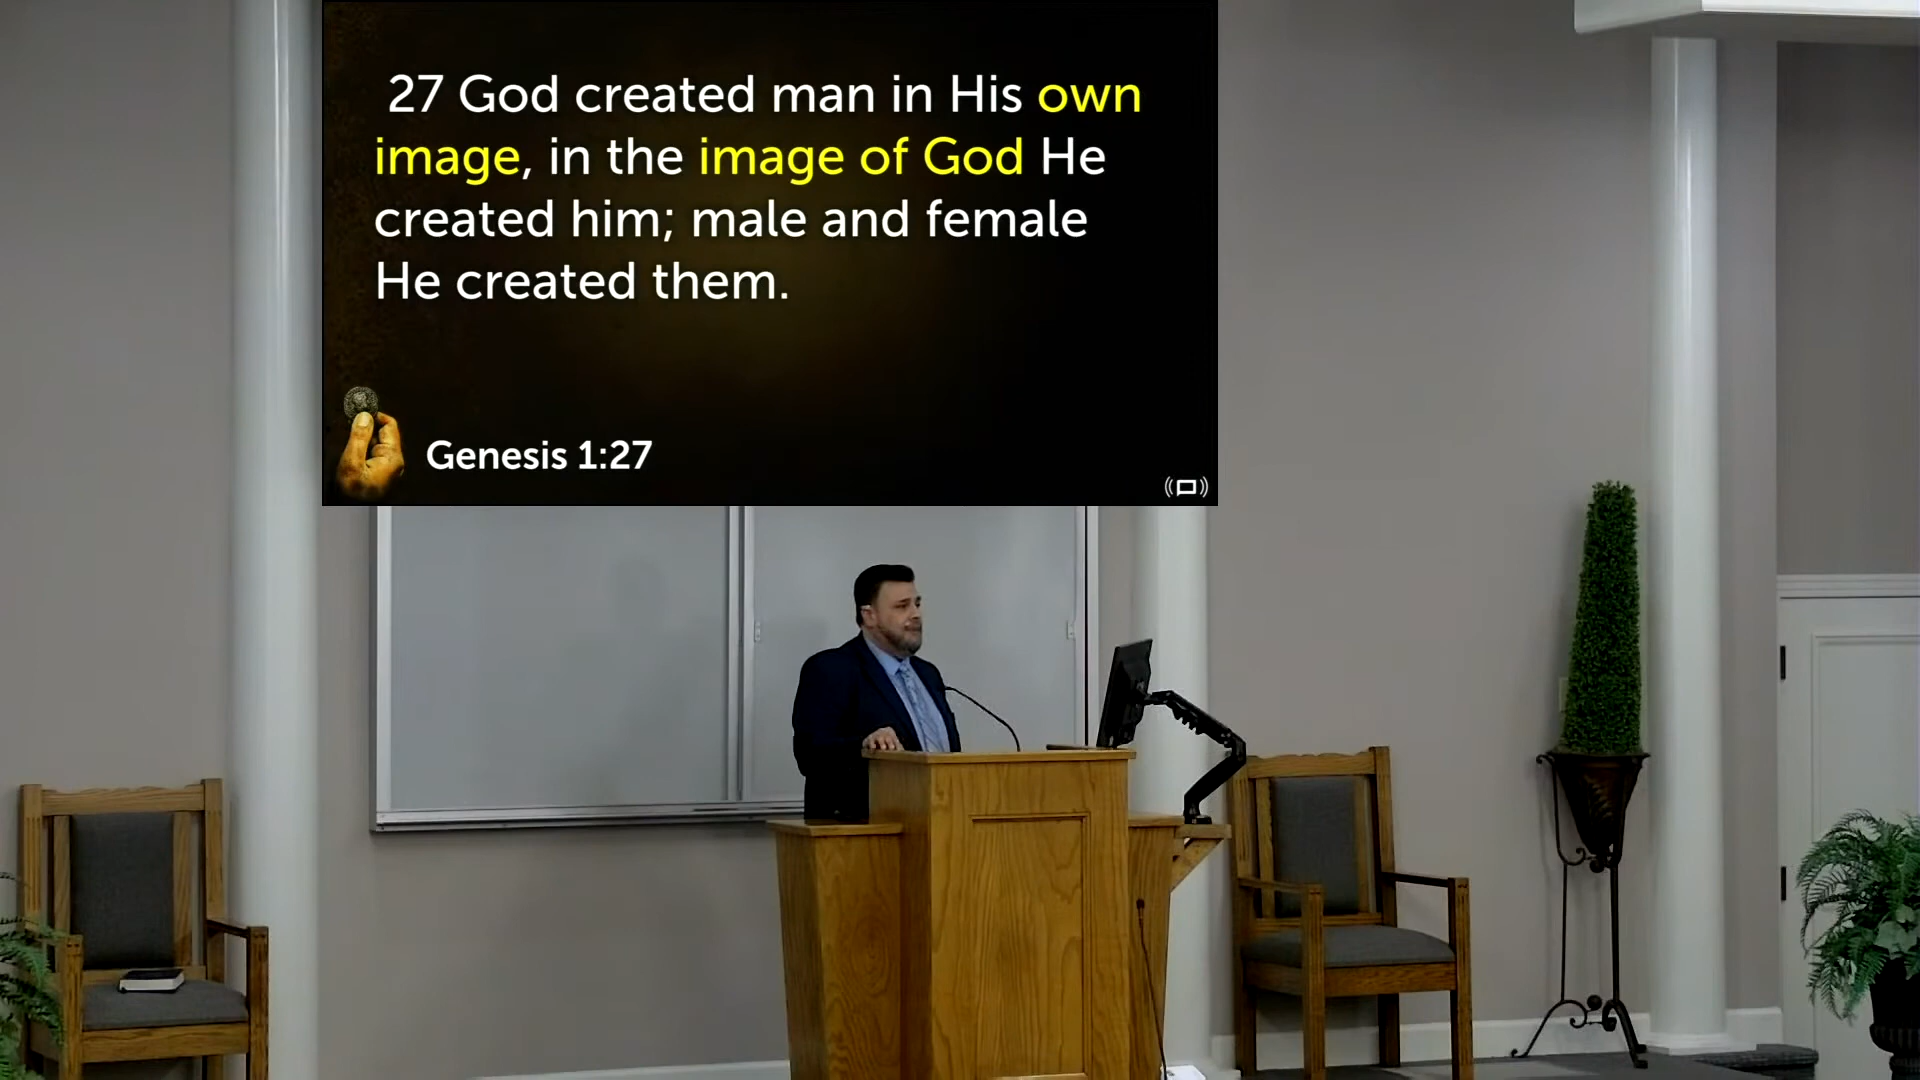 27 God created man in His own
image, in the image of God He
created him; male and female
He created them.
Genesis 1:27